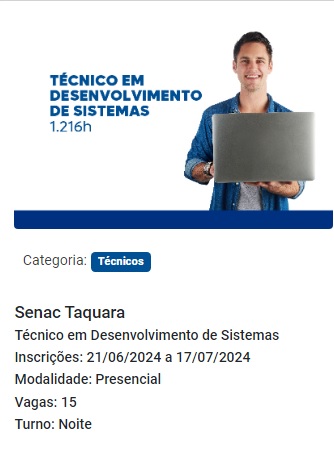 TÉCNICO EM
DESENVOLVIMENTO
DE SISTEMAS
1.216h
Categoria: Técnicos
Senac Taquara
Técnico em Desenvolvimento de Sistemas
Inscrições: 21/06/2024 a 17/07/2024
Modalidade: Presencial
Vagas: 15
Turno: Noite